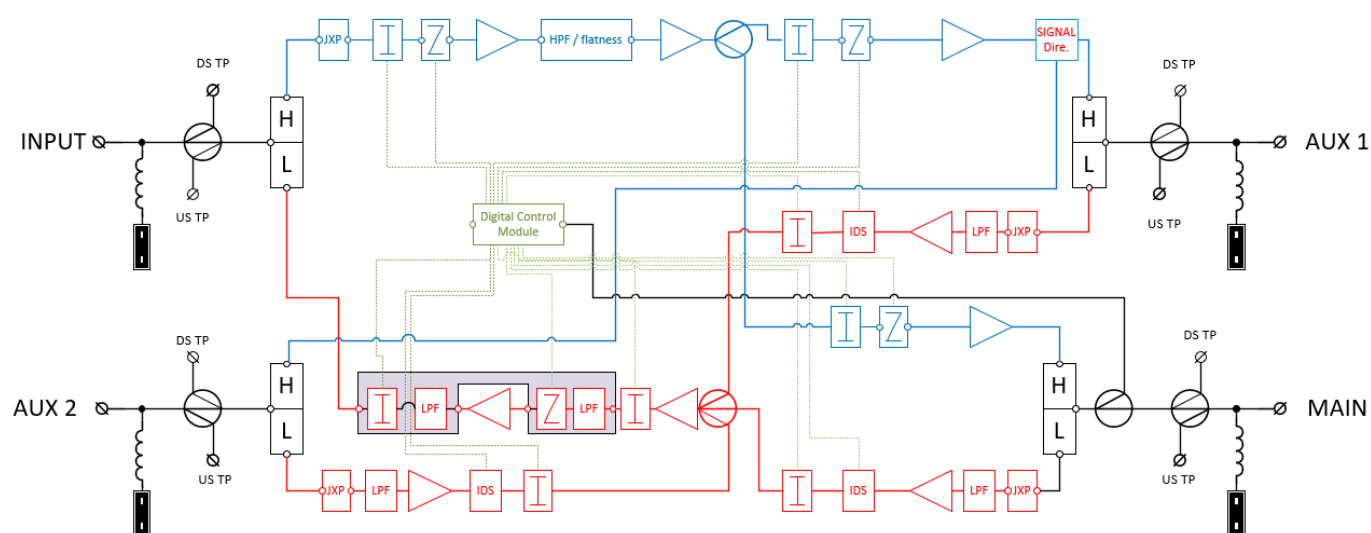 JXP
HPF / flatness
SIGNAL
Dire.
DS TP
DS TP
H
H
INPUT
AUX 1
L
L
US TP
US TP
Digital Control
Module
IDS
LPF
JXP
DS TP
DS TP
H
H
AUX 2
LPF
LPF
MAIN
L
L
US TP
US TP
JXP
LPF
IDS
IDS
LPF
JXP